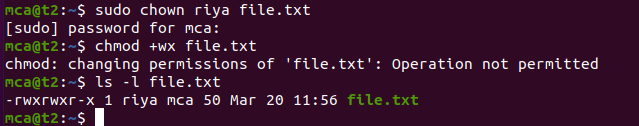 mca@t2:~$ sudo chown riya file.txt
[sudo] password for mca:
mca@t2:~$ chmod +wx file.txt
chmod: changing permissions of 'file.txt': Operation not permitted
mca@t2:~$ ls -l file.txt
-rwxrwxr-x 1 riya mca 50 Mar 20 11:56 file.txt
mca@t2:~$